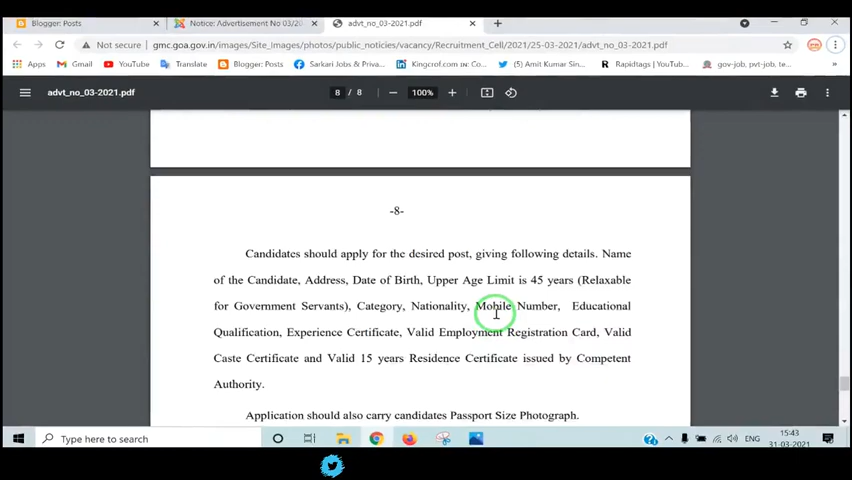 Blogger: Posts
Notice: Advertisement No 03/20
advt_no_03-2021.pdf
Not secure
gmc.goa.gov.in/images/Site_Images/photos/public_noticies/vacancy/Recruitment_Cell/2021/25-03-2021/advt_no_03-2021.pdf
Apps
Gmail
YouTube
Translate
Blogger: Posts
Sarkari Jobs & Priva...
Kingcrof.com in: Co...
(2) Amit Kumar Sin...
Rapidtags | YouTub...
gov-job, pvt-job, te...
advt_no_03-2021.pdf
8 / 8
100%
-8-
Candidates should apply for the desired post, giving following details. Name
of the Candidate, Address, Date of Birth, Upper Age Limit is 45 years (Relaxable
for Government Servants), Category, Nationality, Mobile Number, Educational
Qualification, Experience Certificate, Valid Employment Registration Card, Valid
Caste Certificate and Valid 15 years Residence Certificate issued by Competent
Authority.
Application should also carry candidates Passport Size Photograph.
Type here to search
ENG
15:43
31-03-2021